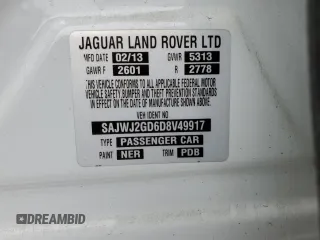 JAGUAR LAND ROVER LTD
MFD DATE 02/13 GVWR 5313
GAWR F 2601 R 2778
THIS VEHICLE CONFORMS TO ALL APPLICABLE
FEDERAL MOTOR VEHICLE SAFETY, BUMPER,
AND THEFT PREVENTION STANDARDS
IN EFFECT ON THE DATE OF
MANUFACTURE SHOWN ABOVE.
VEH IDENT NO
SAJWJ2GD6D8V49917
TYPE PASSENGER CAR
PAINT NER TRIM PDB
DREAMBID